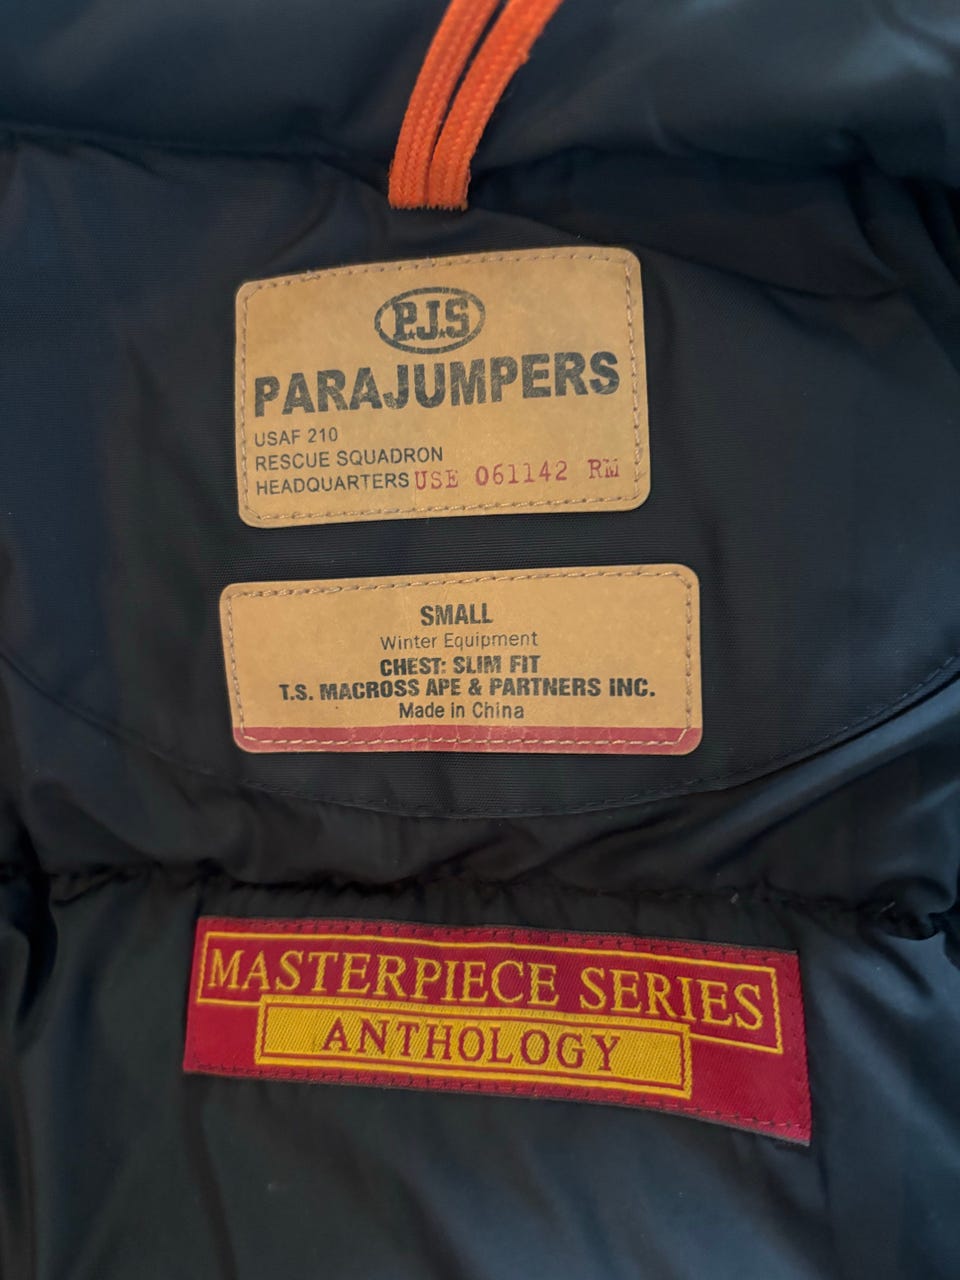 P.J.S
PARAJUMPERS
USAF 210
RESCUE SQUADRON
HEADQUARTERS USE 061142 RM
SMALL
Winter Equipment
CHEST: SLIM FIT
T.S. MACROSS APE & PARTNERS INC.
Made in China
MASTERPIECE SERIES
ANTHOLOGY